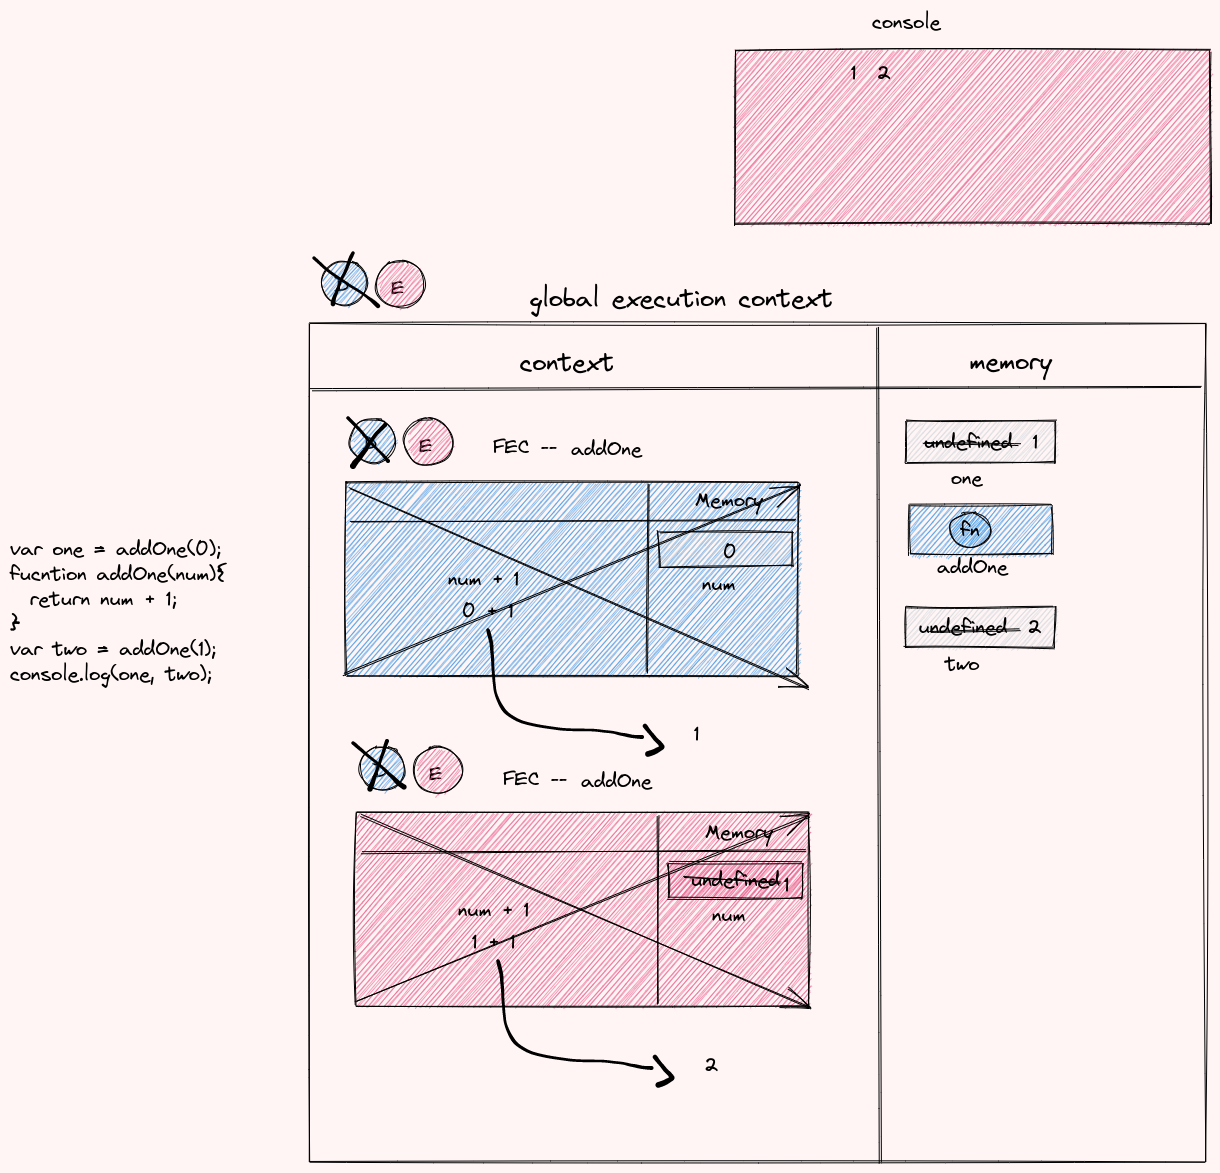 console
1 2
E
global execution context
context
memory
E
FEC -- addOne
undefined 1
one
Memory
0
num
num + 1
0 + 1
fn
addOne
var one = addOne(0);
fucntion addOne(num){
return num + 1;
}
var two = addOne(1);
console.log(one, two);
undefined 2
two
1
E
FEC -- addOne
Memory
undefined 1
num
num + 1
1 + 1
2